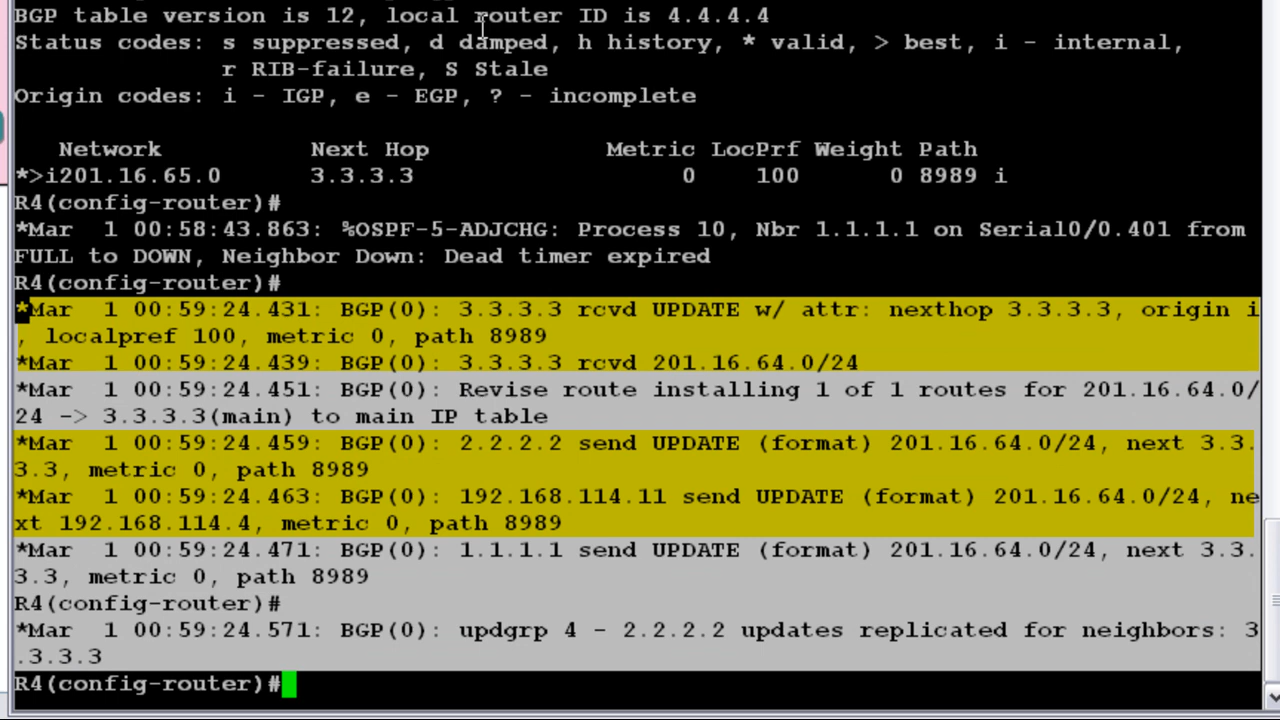 BGP table version is 12, local router ID is 4.4.4.4
Status codes: s suppressed, d damped, h history, * valid, > best, i - internal,
r RIB-failure, S Stale
Origin codes: i - IGP, e - EGP, ? - incomplete
Network Next Hop Metric LocPrf Weight Path
*>i201.16.65.0 3.3.3.3 0 100 0 8989 i
R4(config-router)#
*Mar 1 00:58:43.863: %OSPF-5-ADJCHG: Process 10, Nbr 1.1.1.1 on Serial0/0.401 from
FULL to DOWN, Neighbor Down: Dead timer expired
R4(config-router)#
*Mar 1 00:59:24.431: BGP(0): 3.3.3.3 rcvd UPDATE w/ attr: nexthop 3.3.3.3, origin i
, localpref 100, metric 0, path 8989
*Mar 1 00:59:24.439: BGP(0): 3.3.3.3 rcvd 201.16.64.0/24
*Mar 1 00:59:24.451: BGP(0): Revise route installing 1 of 1 routes for 201.16.64.0/
24 -> 3.3.3.3(main) to main IP table
*Mar 1 00:59:24.459: BGP(0): 2.2.2.2 send UPDATE (format) 201.16.64.0/24, next 3.3.
3.3, metric 0, path 8989
*Mar 1 00:59:24.463: BGP(0): 192.168.114.11 send UPDATE (format) 201.16.64.0/24, ne
xt 192.168.114.4, metric 0, path 8989
*Mar 1 00:59:24.471: BGP(0): 1.1.1.1 send UPDATE (format) 201.16.64.0/24, next 3.3.
3.3, metric 0, path 8989
R4(config-router)#
*Mar 1 00:59:24.571: BGP(0): updgrp 4 - 2.2.2.2 updates replicated for neighbors: 3
.3.3.3
R4(config-router)#